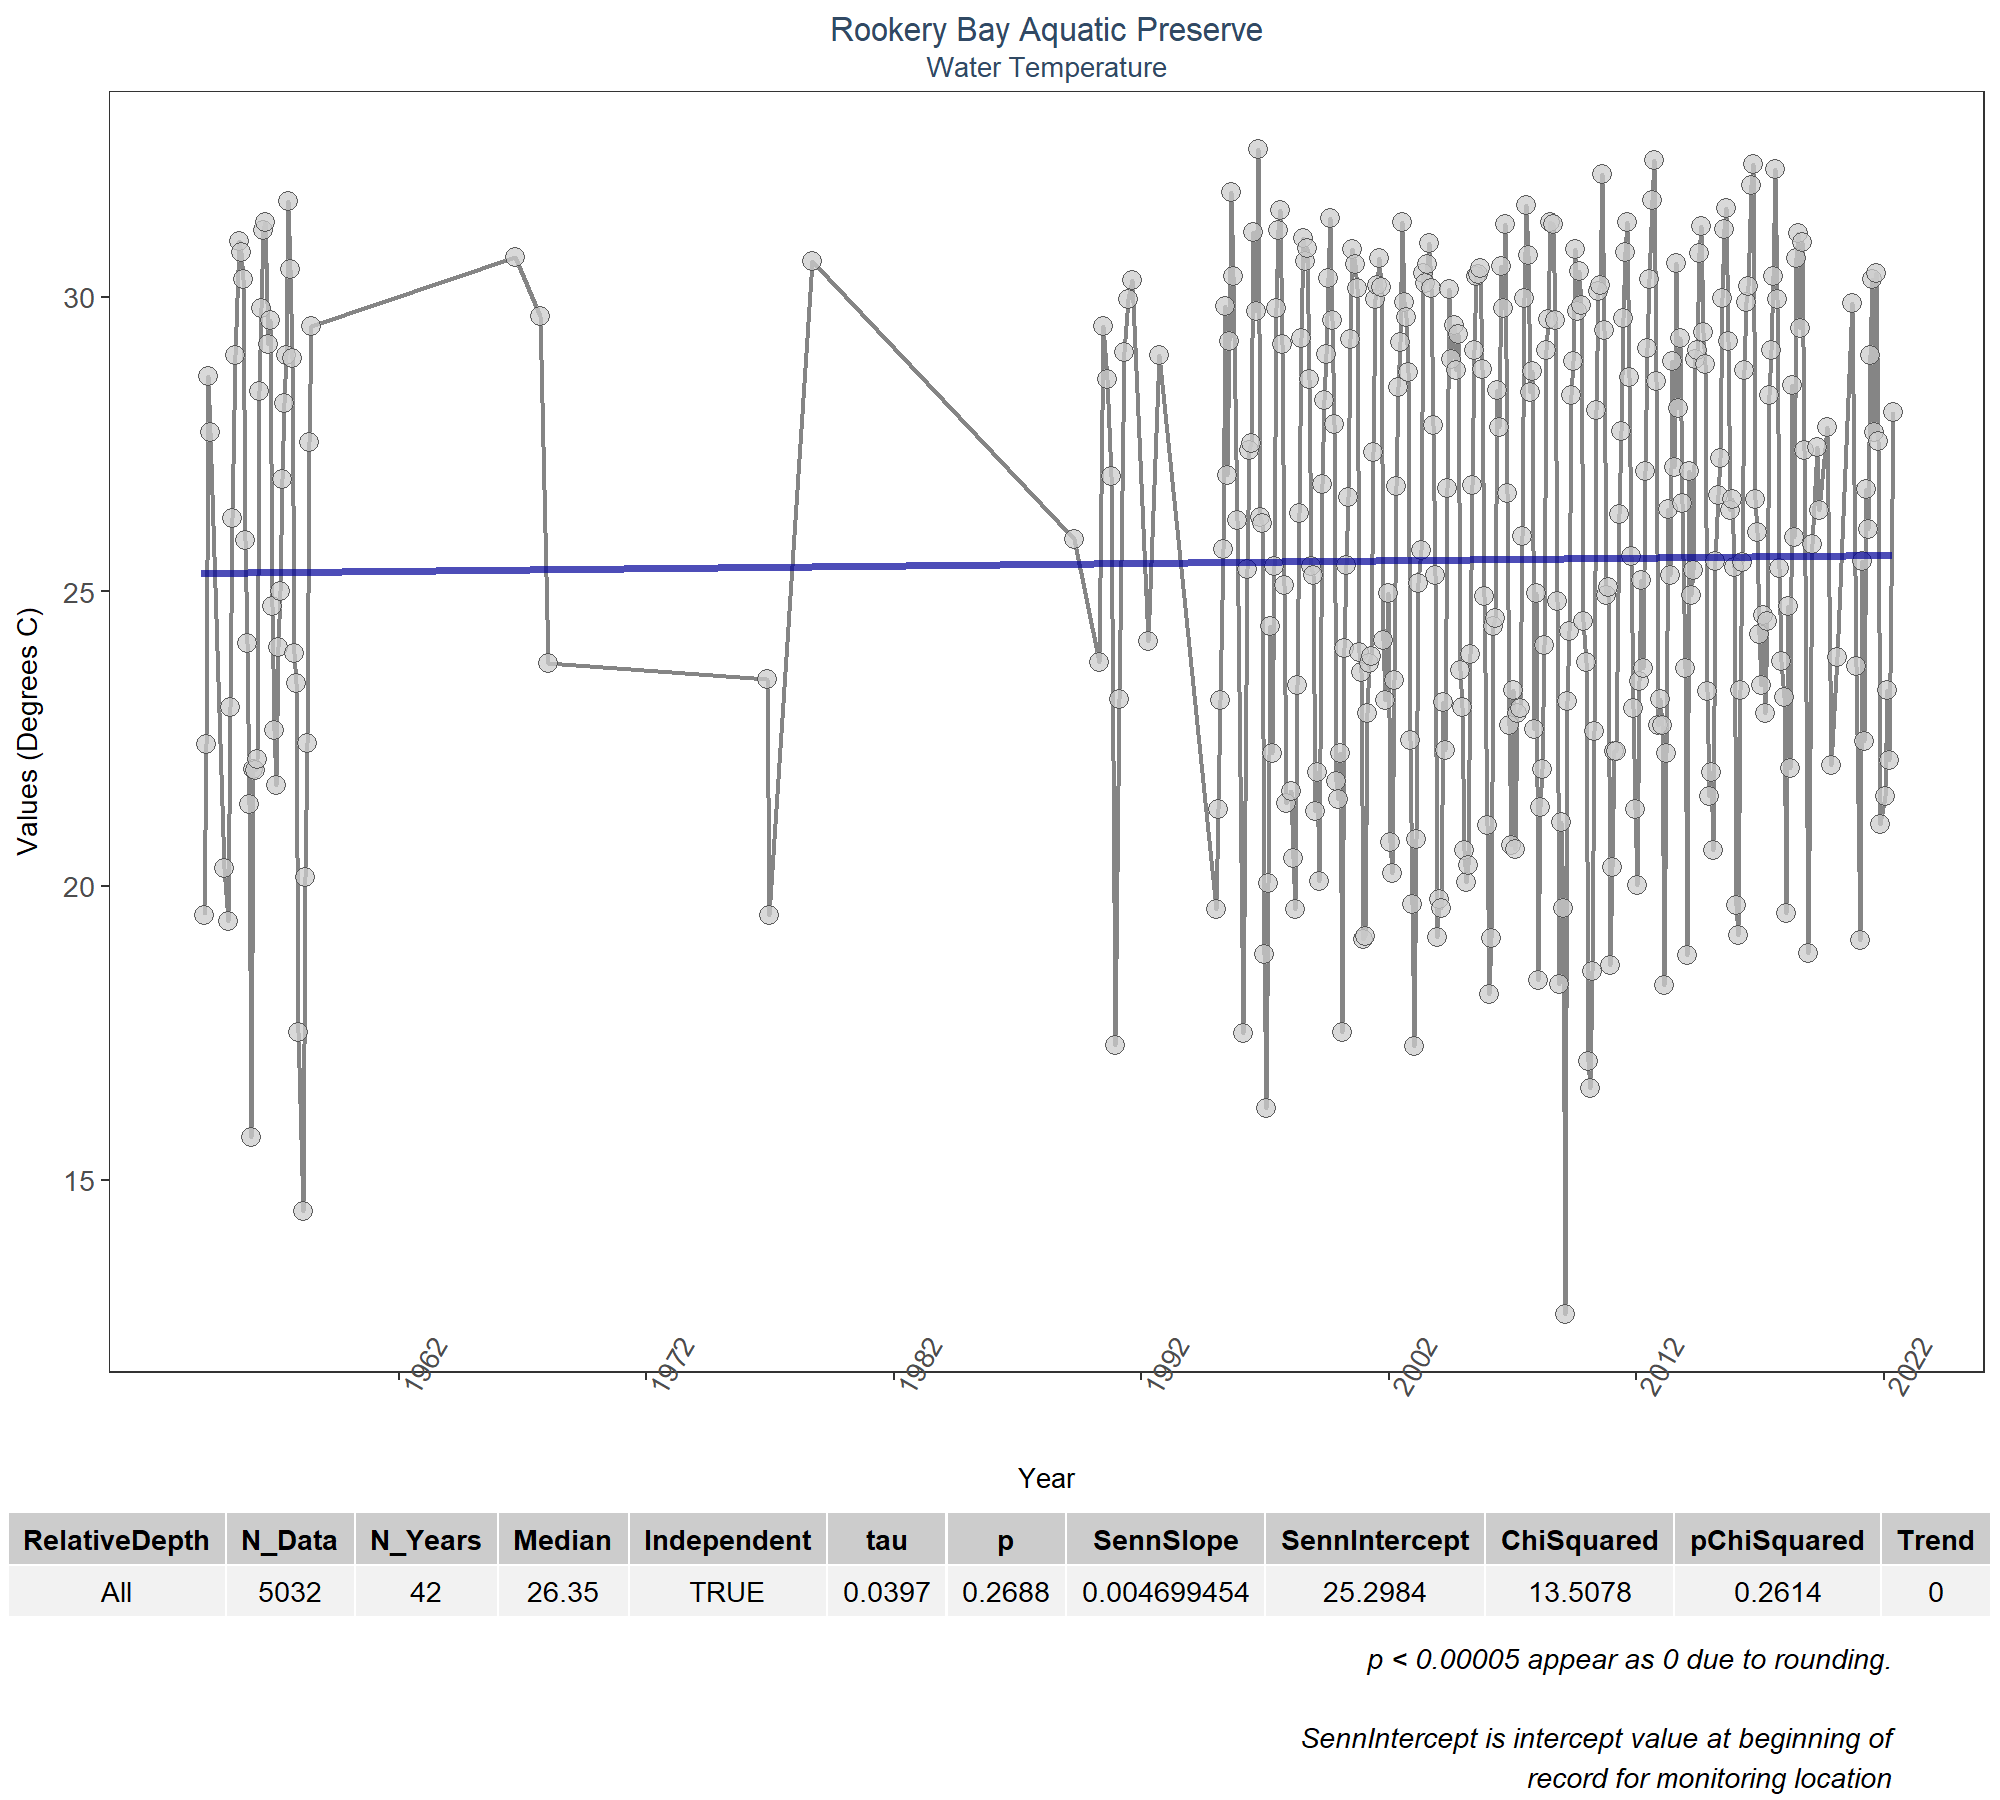 Rookery Bay Aquatic Preserve
Water Temperature
Values (Degrees C)
30
25
20
15
1962
1972
1982
1992
2002
2012
2022
Year
RelativeDepth N_Data N_Years Median Independent tau p SennSlope SennIntercept ChiSquared pChiSquared Trend
All 5032 42 26.35 TRUE 0.0397 0.2688 0.004699454 25.2984 13.5078 0.2614 0
p < 0.00005 appear as 0 due to rounding.
SennIntercept is intercept value at beginning of
record for monitoring location